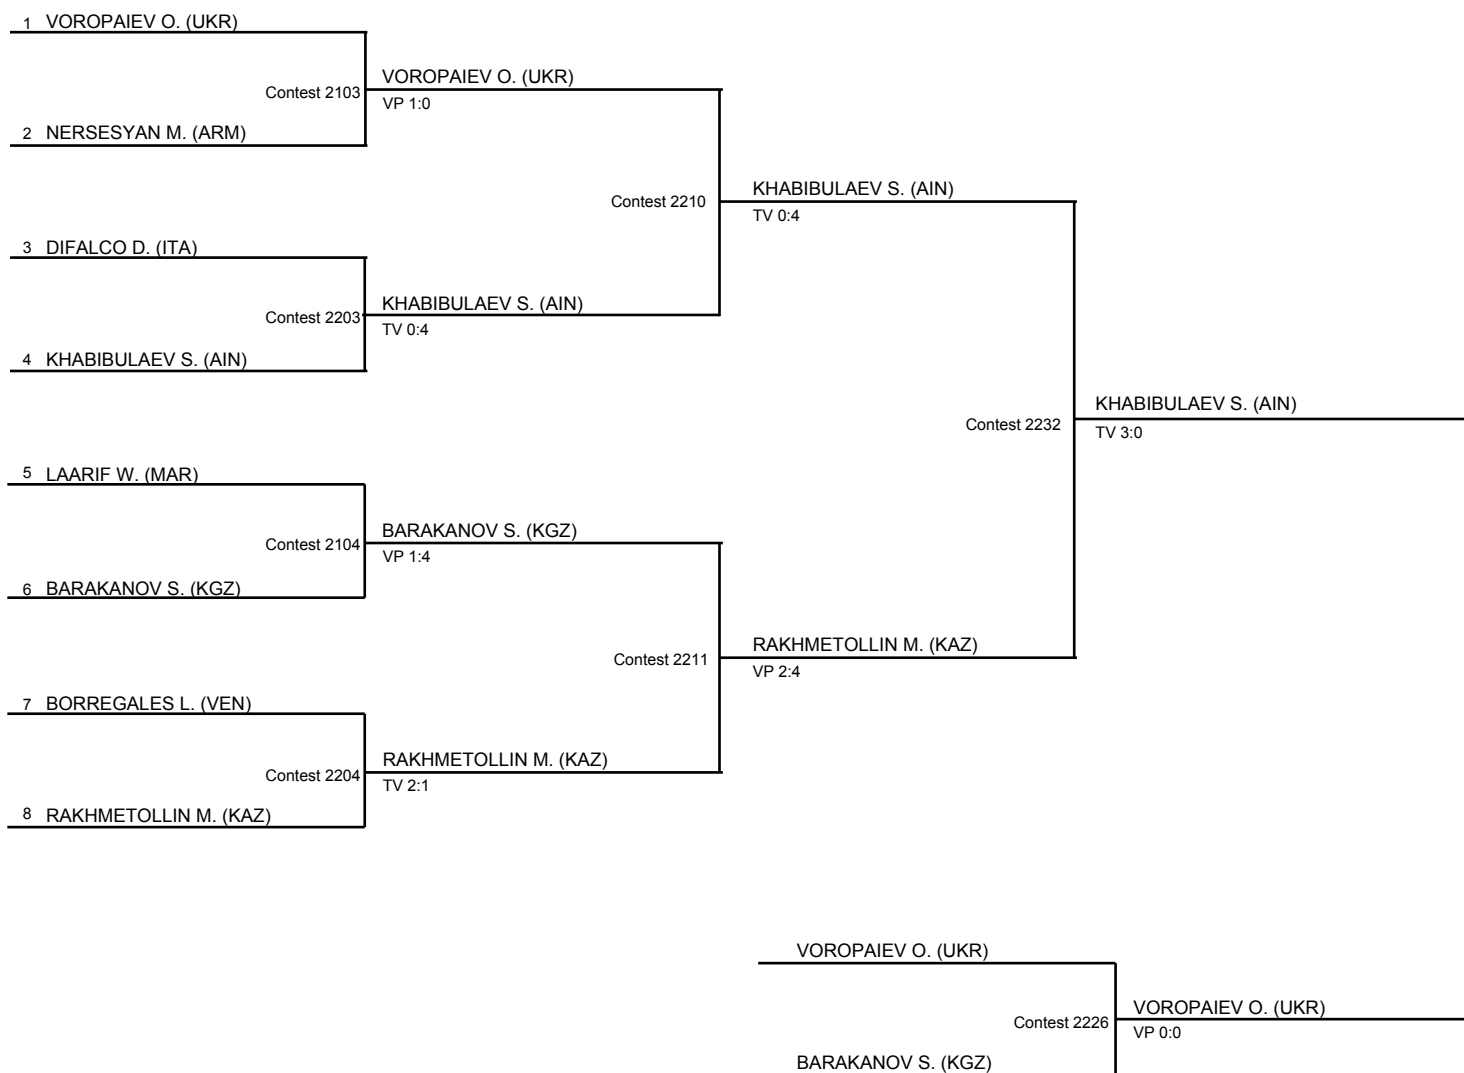 1 VOROPAIEV O. (UKR)
VOROPAIEV O. (UKR)
Contest 2103
VP 1:0
2 NERSESYAN M. (ARM)
KHABIBULAEV S. (AIN)
Contest 2210
TV 0:4
3 DIFALCO D. (ITA)
KHABIBULAEV S. (AIN)
Contest 2203
TV 0:4
4 KHABIBULAEV S. (AIN)
KHABIBULAEV S. (AIN)
Contest 2232
TV 3:0
5 LAARIF W. (MAR)
BARAKANOV S. (KGZ)
Contest 2104
VP 1:4
6 BARAKANOV S. (KGZ)
RAKHMETOLLIN M. (KAZ)
Contest 2211
VP 2:4
7 BORREGALES L. (VEN)
RAKHMETOLLIN M. (KAZ)
Contest 2204
TV 2:1
8 RAKHMETOLLIN M. (KAZ)
VOROPAIEV O. (UKR)
VOROPAIEV O. (UKR)
Contest 2226
VP 0:0
BARAKANOV S. (KGZ)